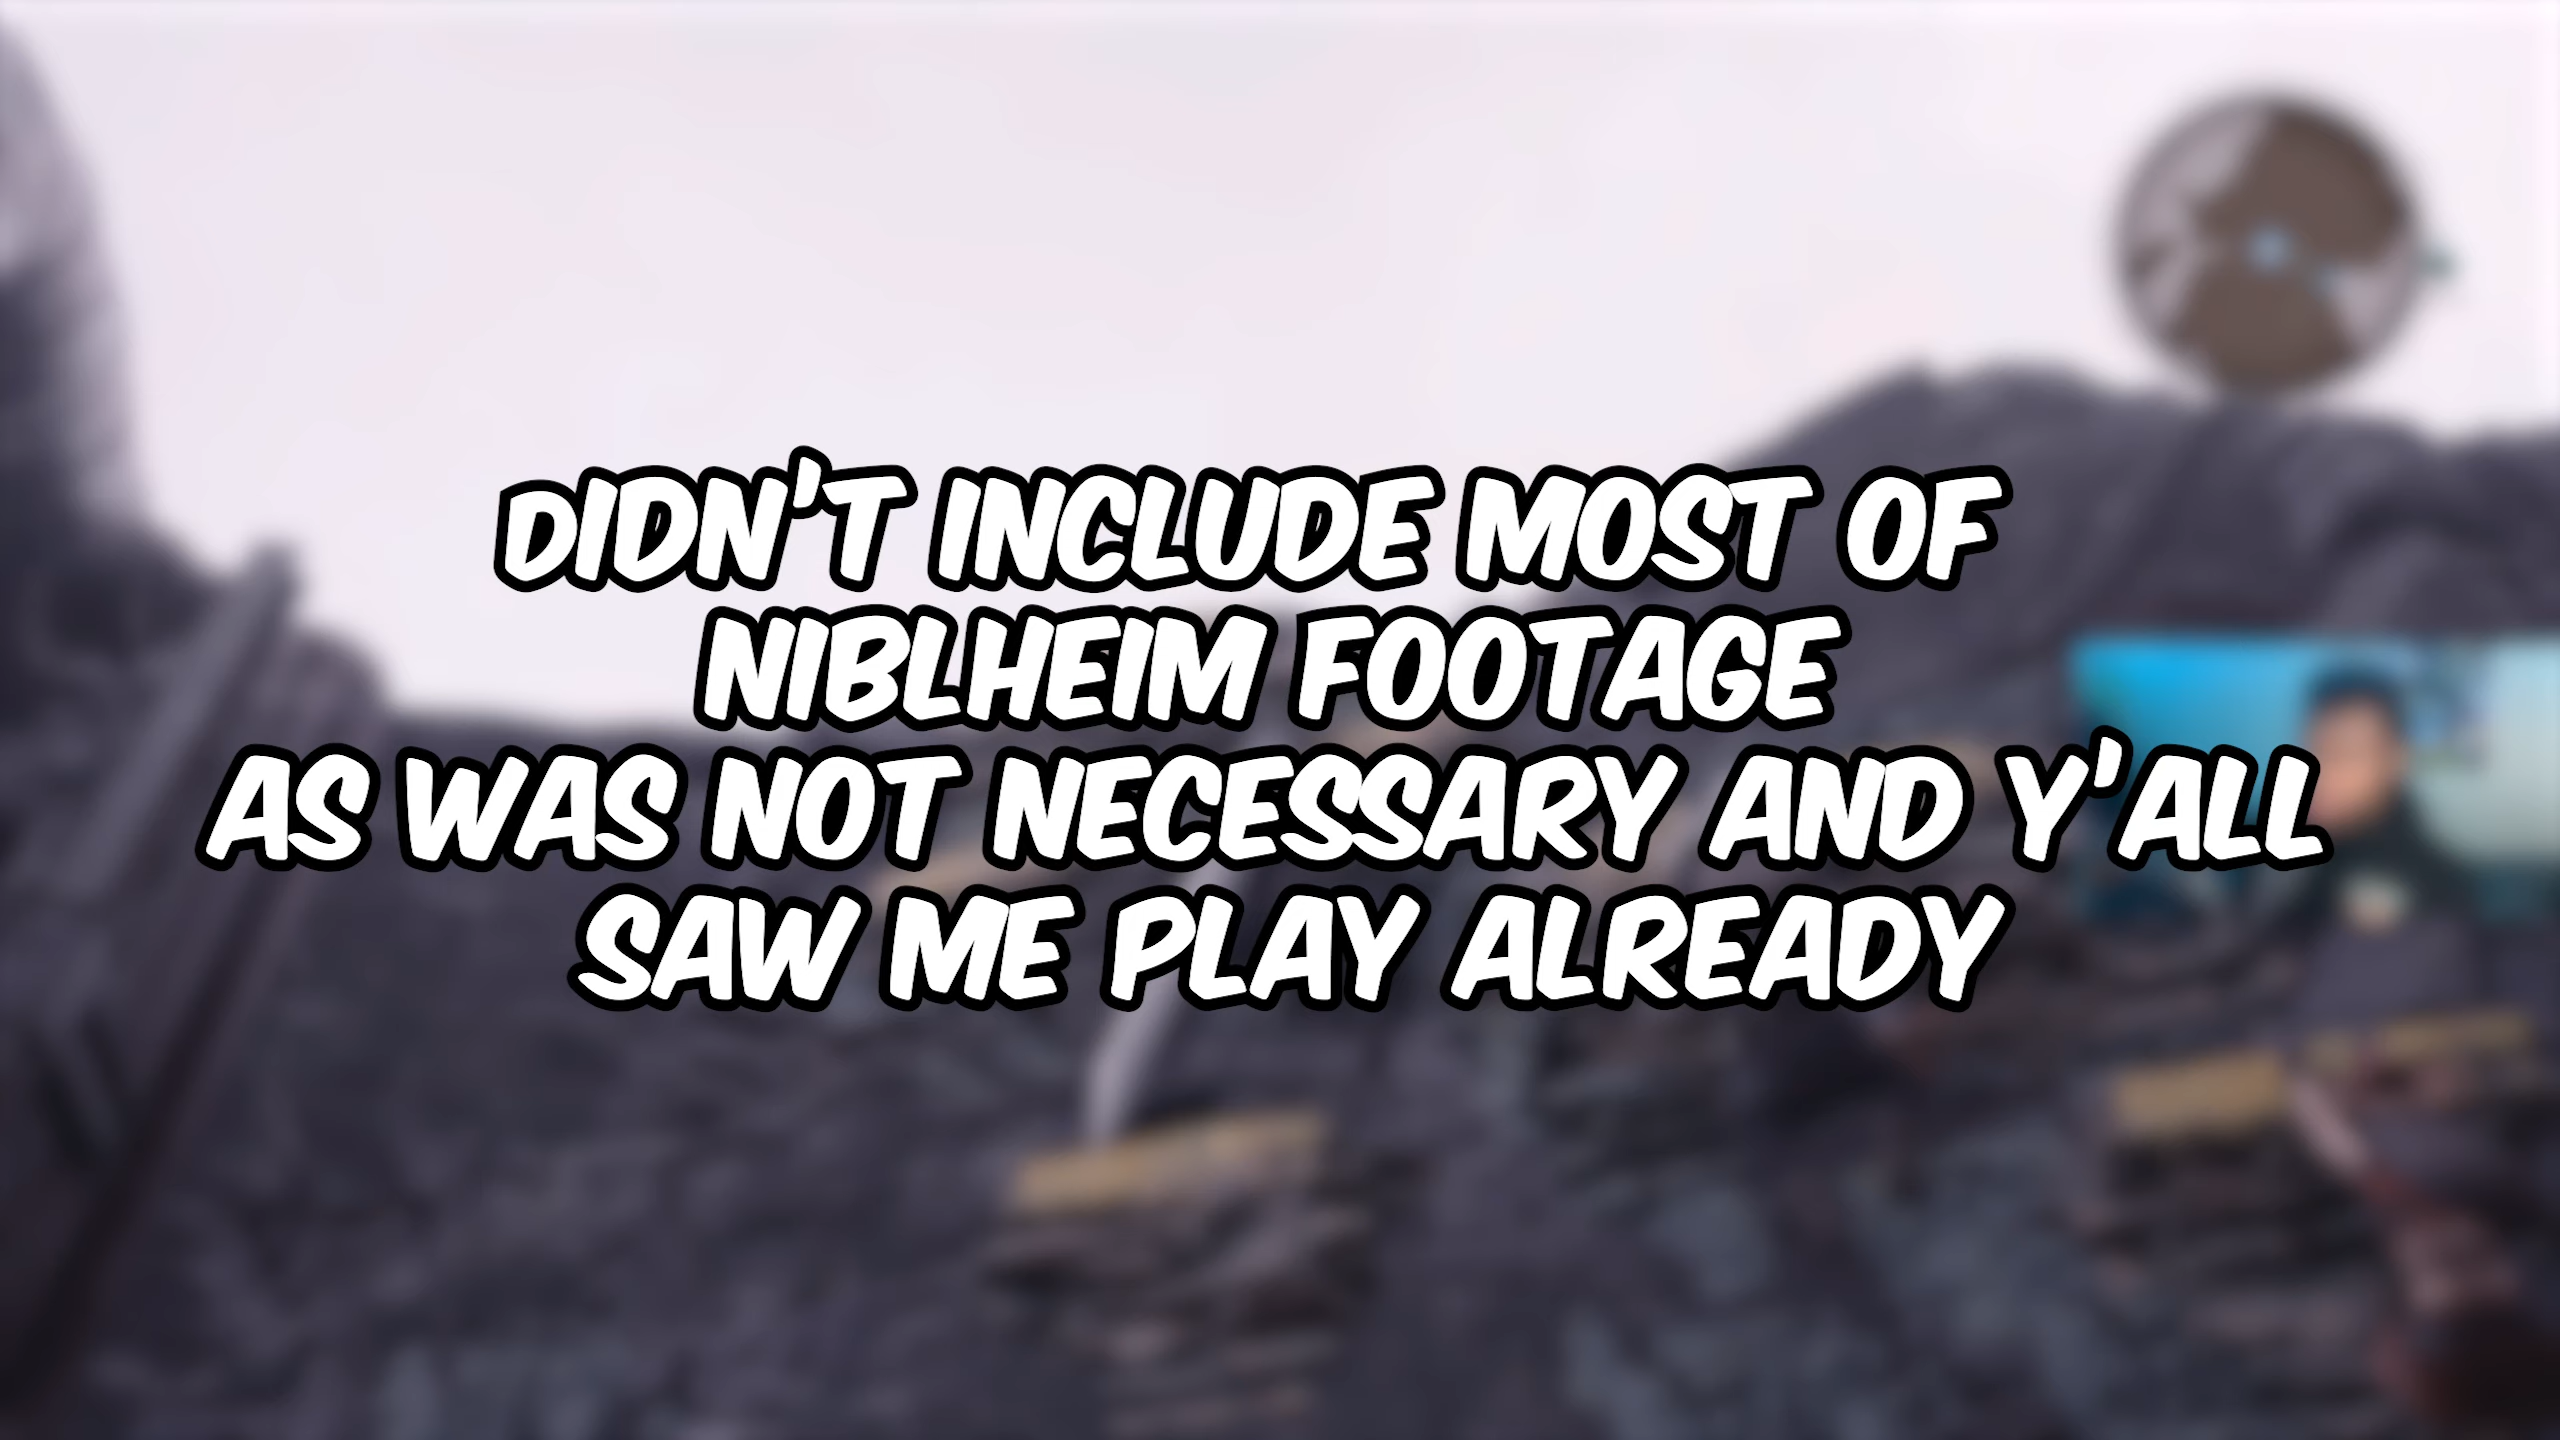 DIDN'T INCLUDE MOST OF
NIBLHEIM FOOTAGE
AS WAS NOT NECESSARY AND Y'ALL
SAW ME PLAY ALREADY